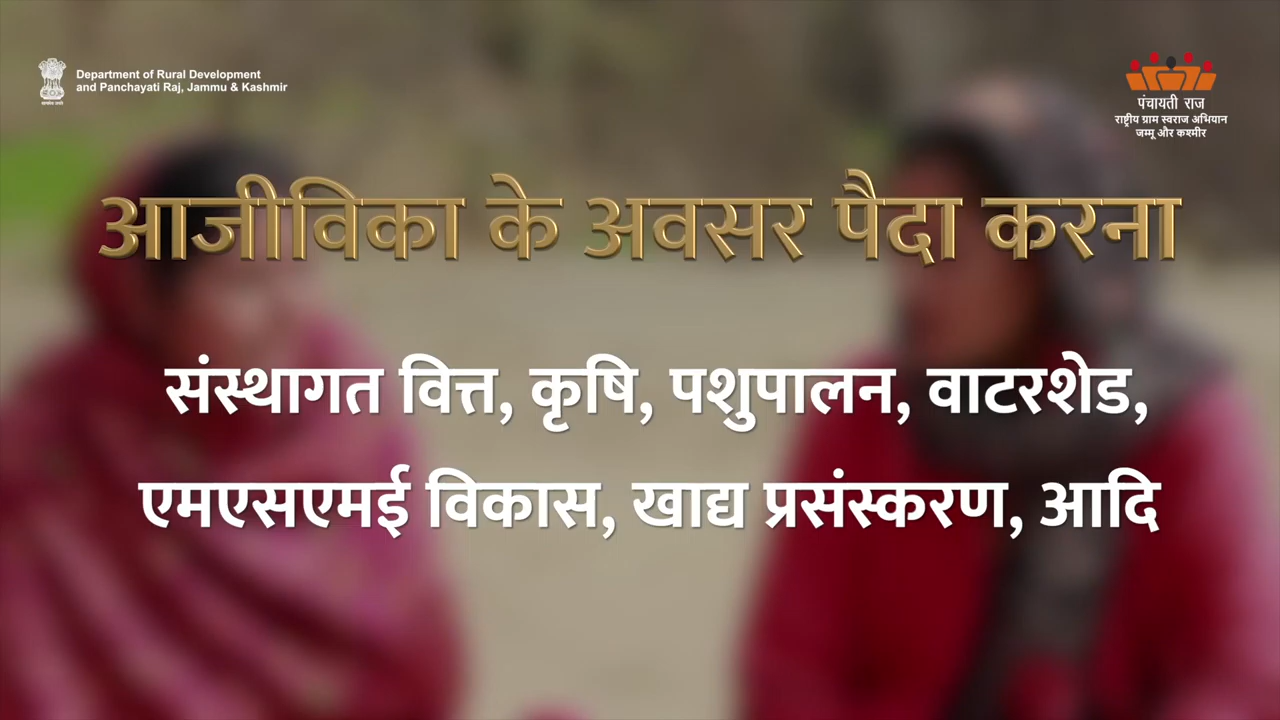 Department of Rural Development
and Panchayati Raj, Jammu & Kashmir
पंचायती राज
राष्ट्रीय ग्राम स्वराज अभियान
जम्मू और कश्मीर
आजीविका के अवसर पैदा करना
संस्थागत वित्त, कृषि, पशुपालन, वाटरशेड,
एमएसएमई विकास, खाद्य प्रसंस्करण, आदि